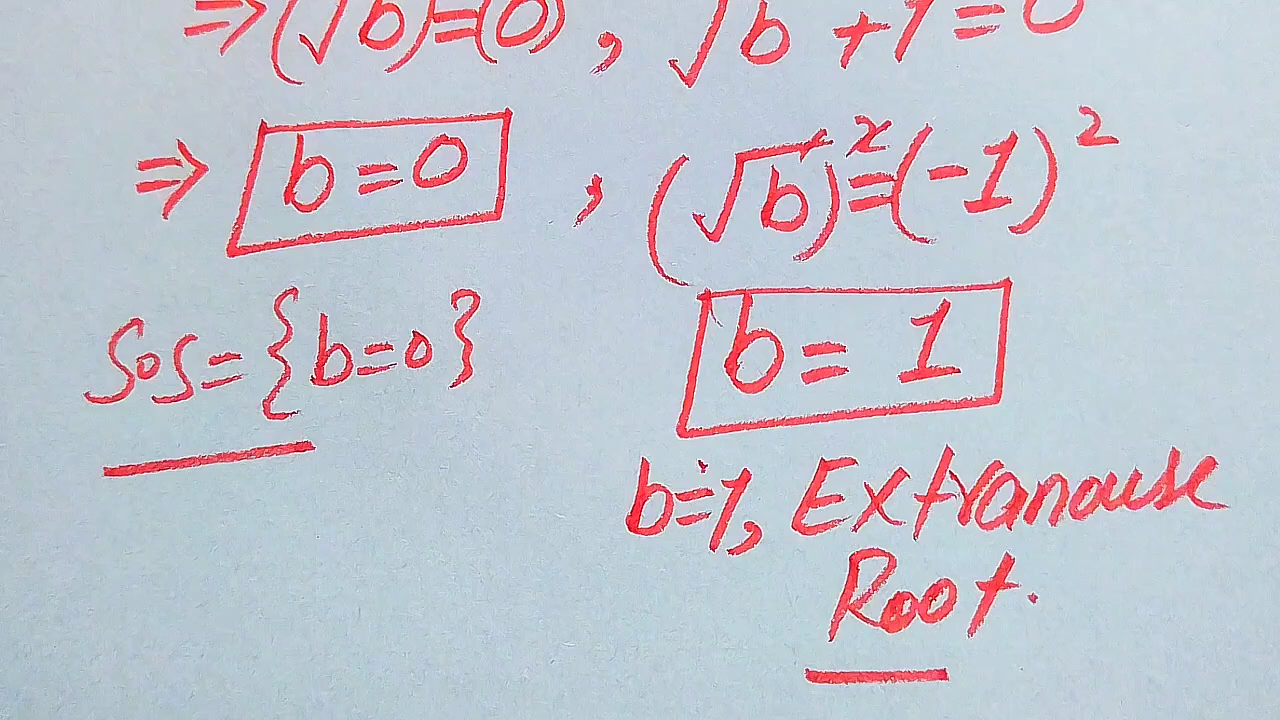 ⇒(√b)=(0), √b+1=0
⇒ b=0 , (√b)²=(-1)²
b= 1
SOS={b=0}
b=1, Extranouse
Root.